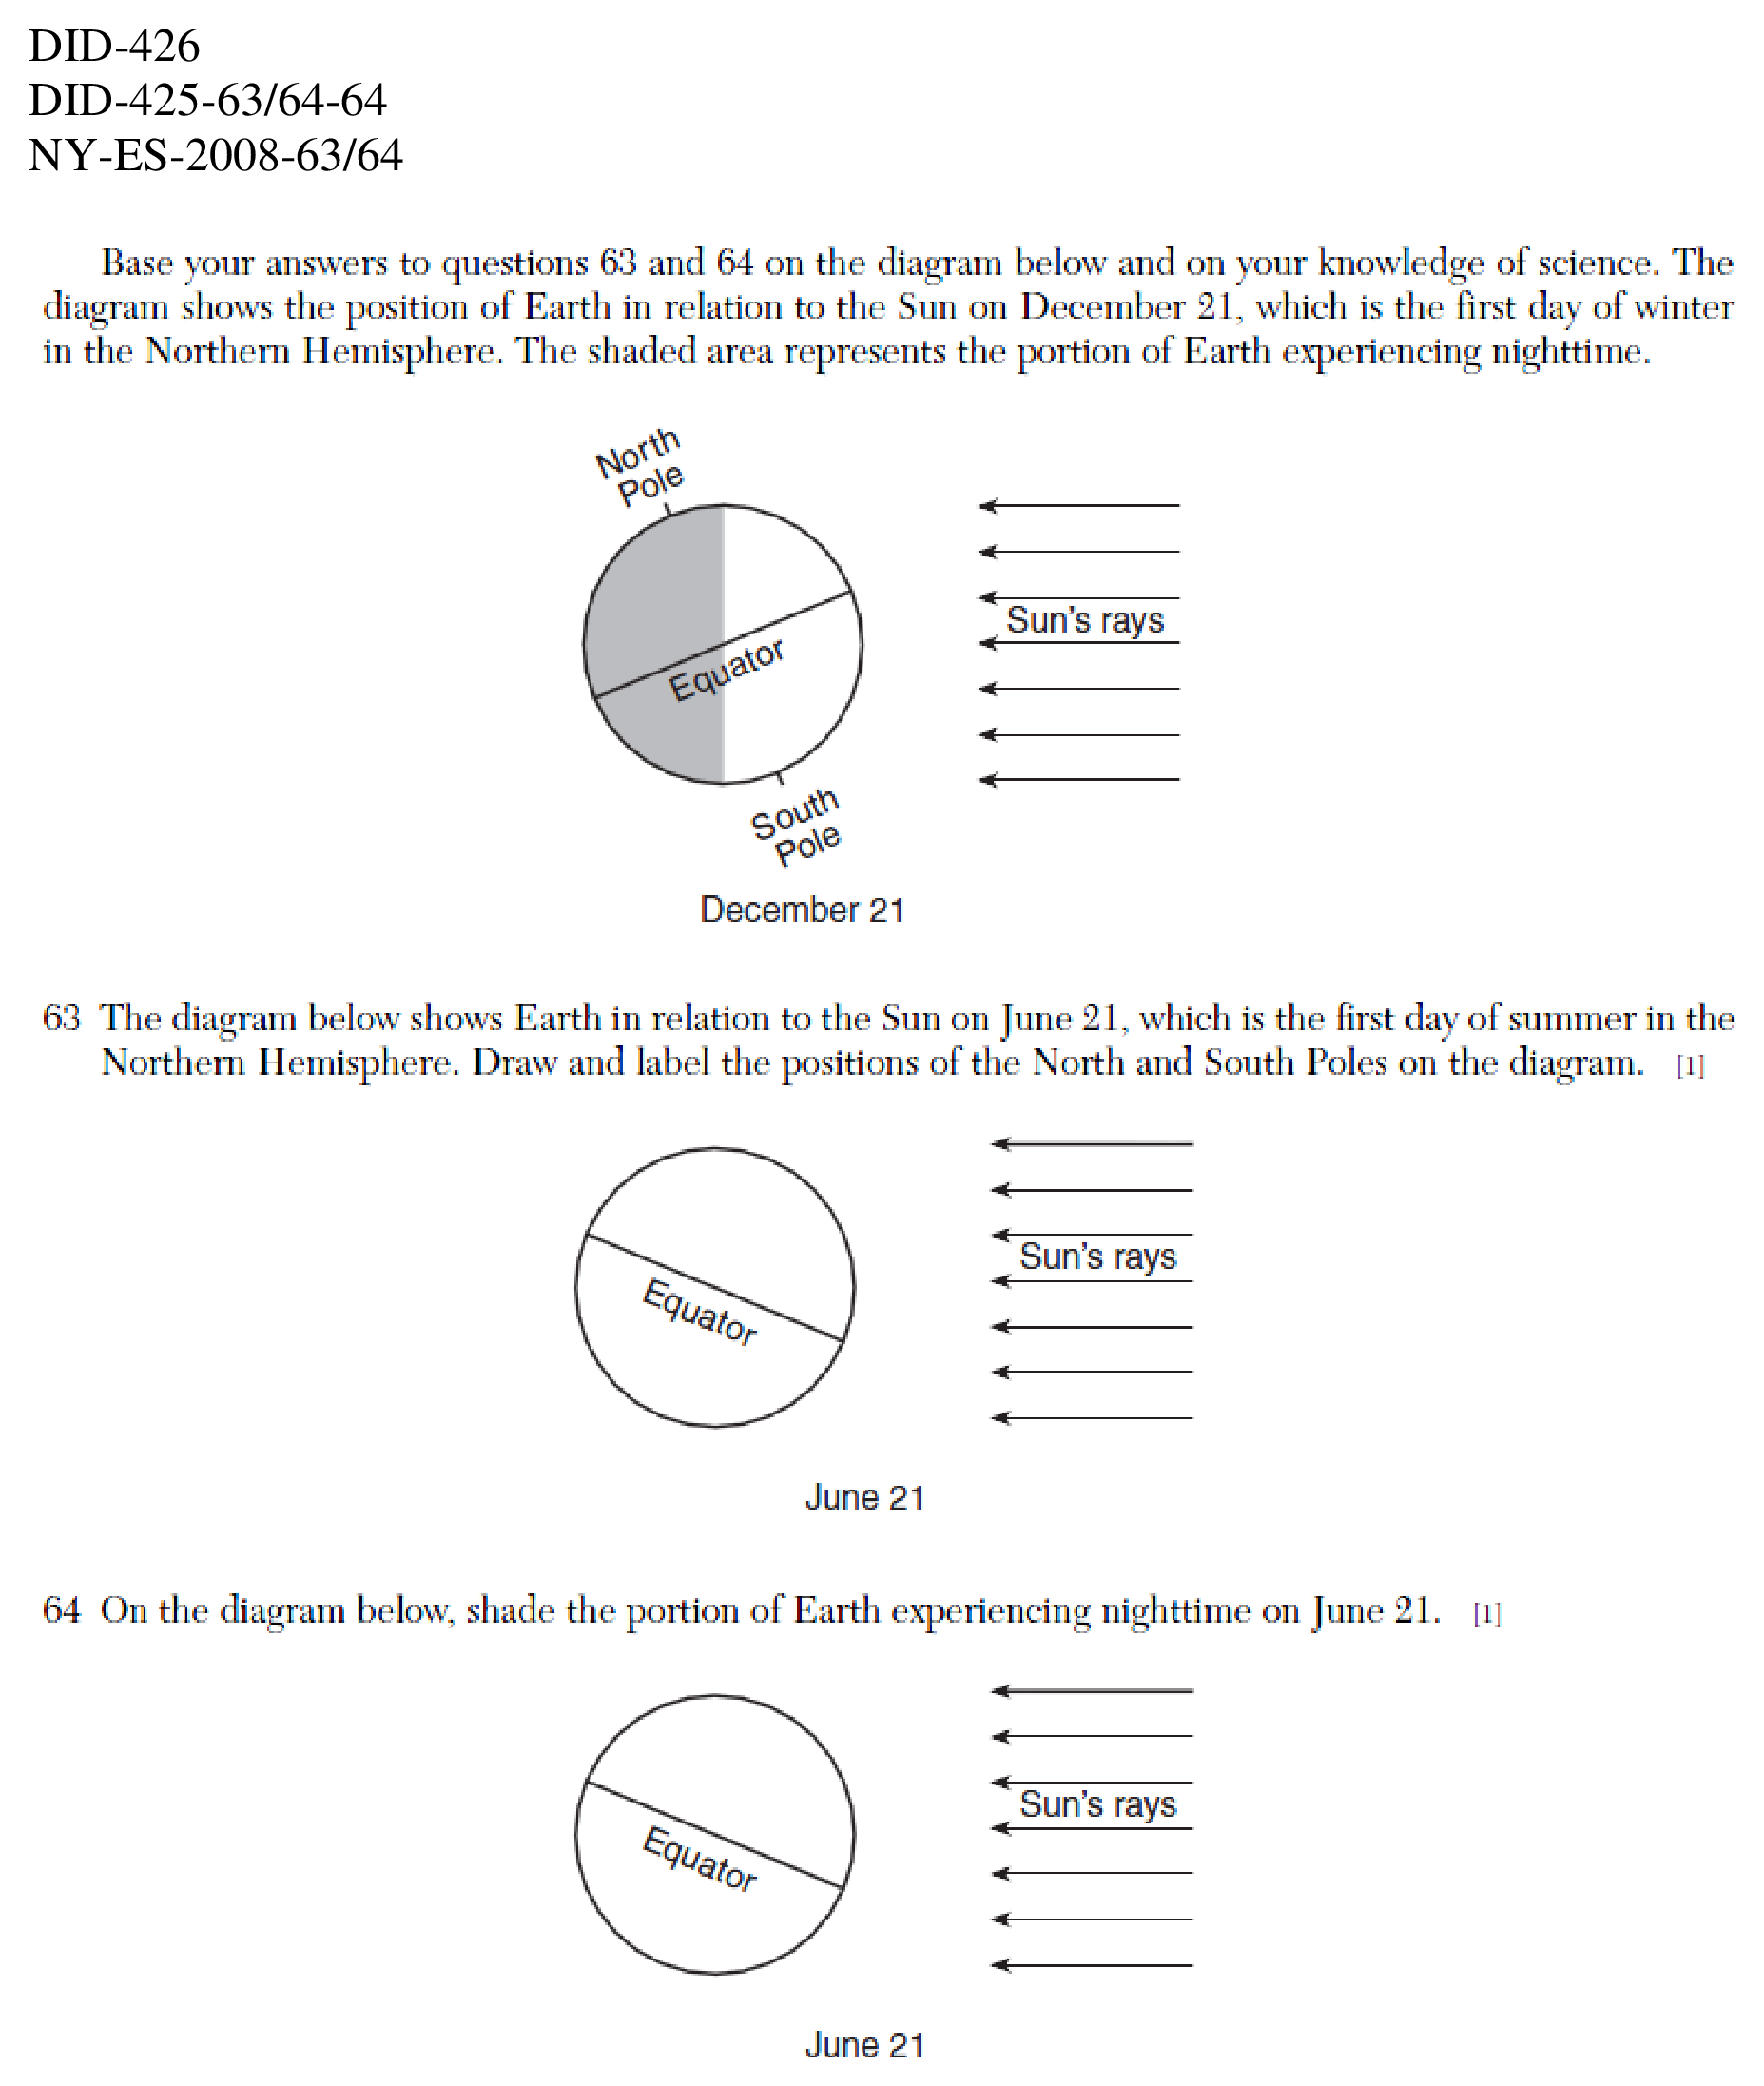 DID-426
DID-425-63/64-64
NY-ES-2008-63/64
Base your answers to questions 63 and 64 on the diagram below and on your knowledge of science. The
diagram shows the position of Earth in relation to the Sun on December 21, which is the first day of winter
in the Northern Hemisphere. The shaded area represents the portion of Earth experiencing nighttime.
North
Pole
Sun's rays
Equator
South
Pole
December 21
63 The diagram below shows Earth in relation to the Sun on June 21, which is the first day of summer in the
Northern Hemisphere. Draw and label the positions of the North and South Poles on the diagram. [1]
Sun's rays
Equator
June 21
64 On the diagram below, shade the portion of Earth experiencing nighttime on June 21. [1]
Sun's rays
Equator
June 21